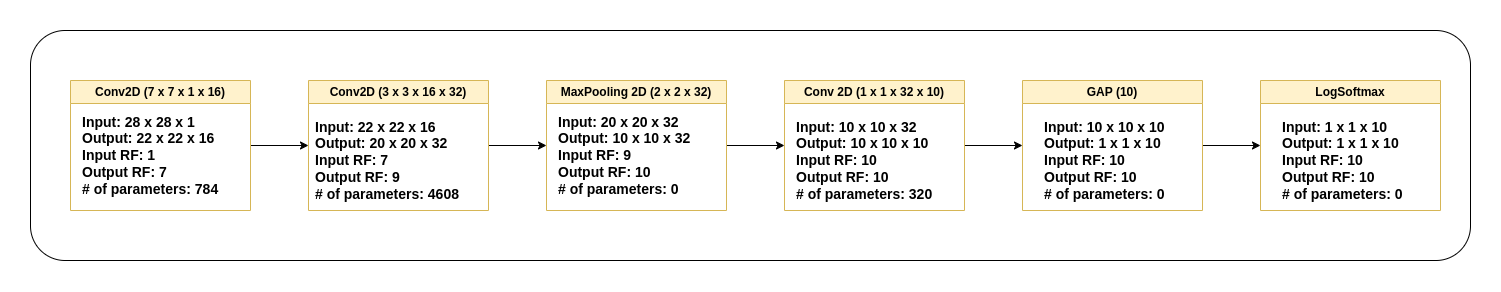 Conv2D (7 x 7 x 1 x 16)
Input: 28 x 28 x 1
Output: 22 x 22 x 16
Input RF: 1
Output RF: 7
# of parameters: 784
Conv2D (3 x 3 x 16 x 32)
Input: 22 x 22 x 16
Output: 20 x 20 x 32
Input RF: 7
Output RF: 9
# of parameters: 4608
MaxPooling 2D (2 x 2 x 32)
Input: 20 x 20 x 32
Output: 10 x 10 x 32
Input RF: 9
Output RF: 10
# of parameters: 0
Conv 2D (1 x 1 x 32 x 10)
Input: 10 x 10 x 32
Output: 10 x 10 x 10
Input RF: 10
Output RF: 10
# of parameters: 320
GAP (10)
Input: 10 x 10 x 10
Output: 1 x 1 x 10
Input RF: 10
Output RF: 10
# of parameters: 0
LogSoftmax
Input: 1 x 1 x 10
Output: 1 x 1 x 10
Input RF: 10
Output RF: 10
# of parameters: 0